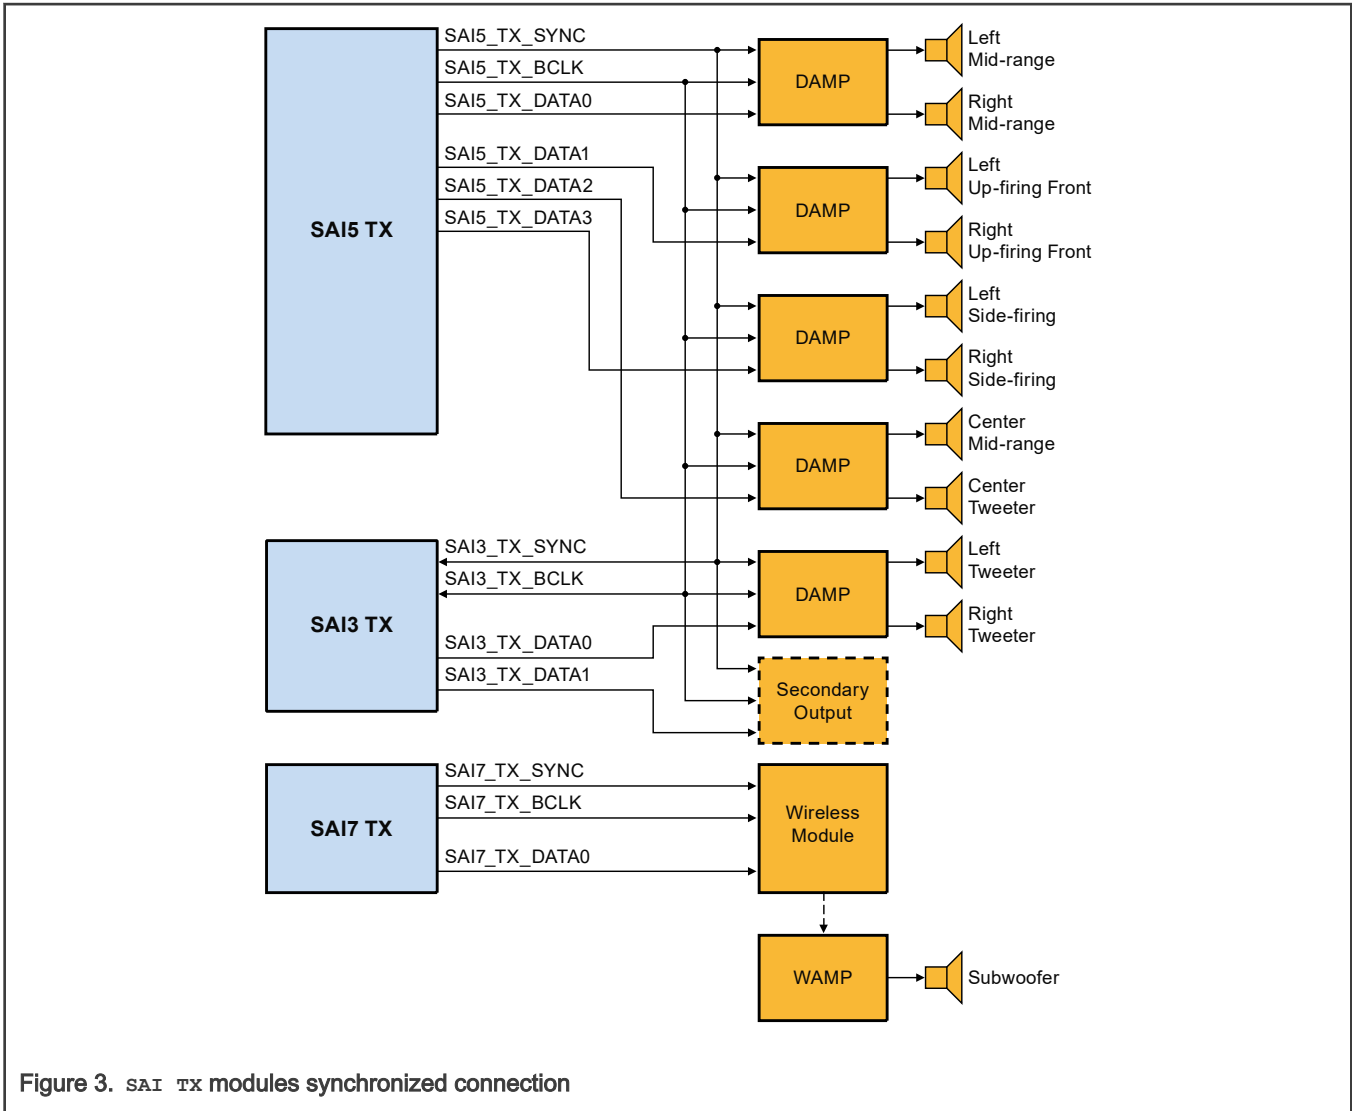 SAI5 TX
SAI5_TX_SYNC
SAI5_TX_BCLK
SAI5_TX_DATA0
SAI5_TX_DATA1
SAI5_TX_DATA2
SAI5_TX_DATA3
DAMP
Left
Mid-range
Right
Mid-range
DAMP
Left
Up-firing Front
Right
Up-firing Front
DAMP
Left
Side-firing
Right
Side-firing
DAMP
Center
Mid-range
Center
Tweeter
SAI3 TX
SAI3_TX_SYNC
SAI3_TX_BCLK
SAI3_TX_DATA0
SAI3_TX_DATA1
DAMP
Left
Tweeter
Right
Tweeter
Secondary
Output
SAI7 TX
SAI7_TX_SYNC
SAI7_TX_BCLK
SAI7_TX_DATA0
Wireless
Module
WAMP
Subwoofer
Figure 3. SAI TX modules synchronized connection